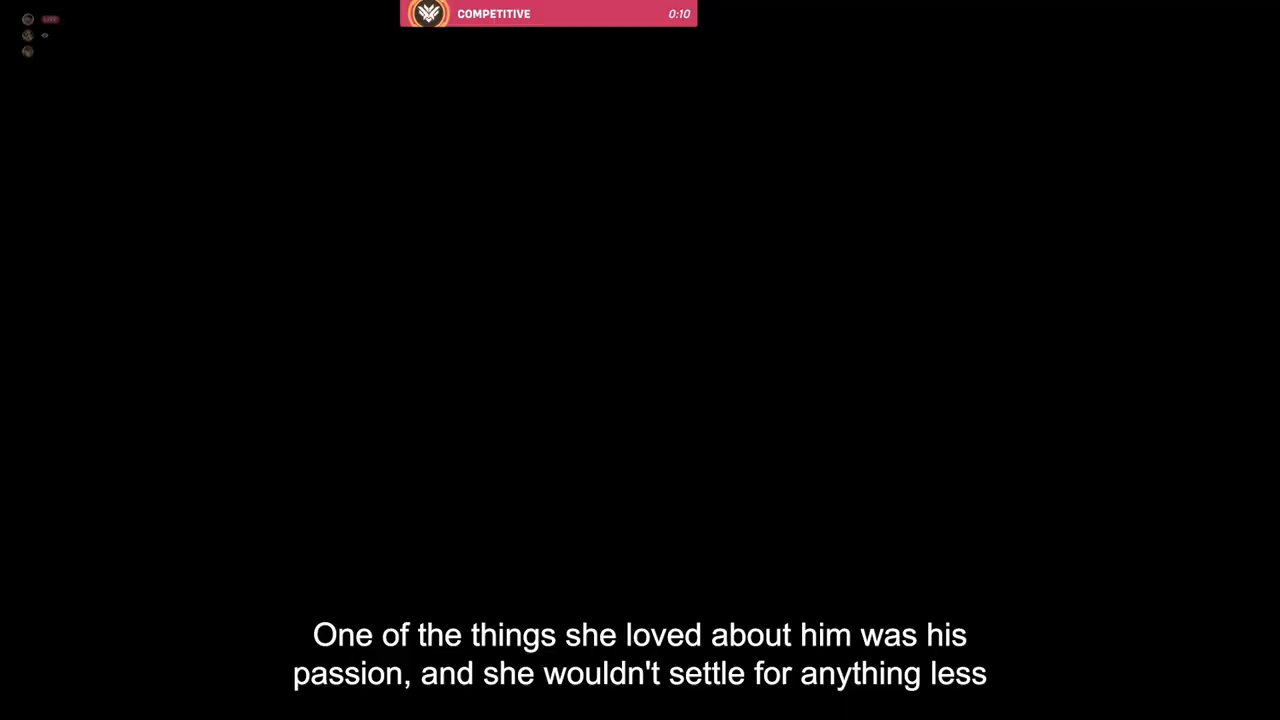 LIVE
COMPETITIVE 0:10
One of the things she loved about him was his
passion, and she wouldn't settle for anything less